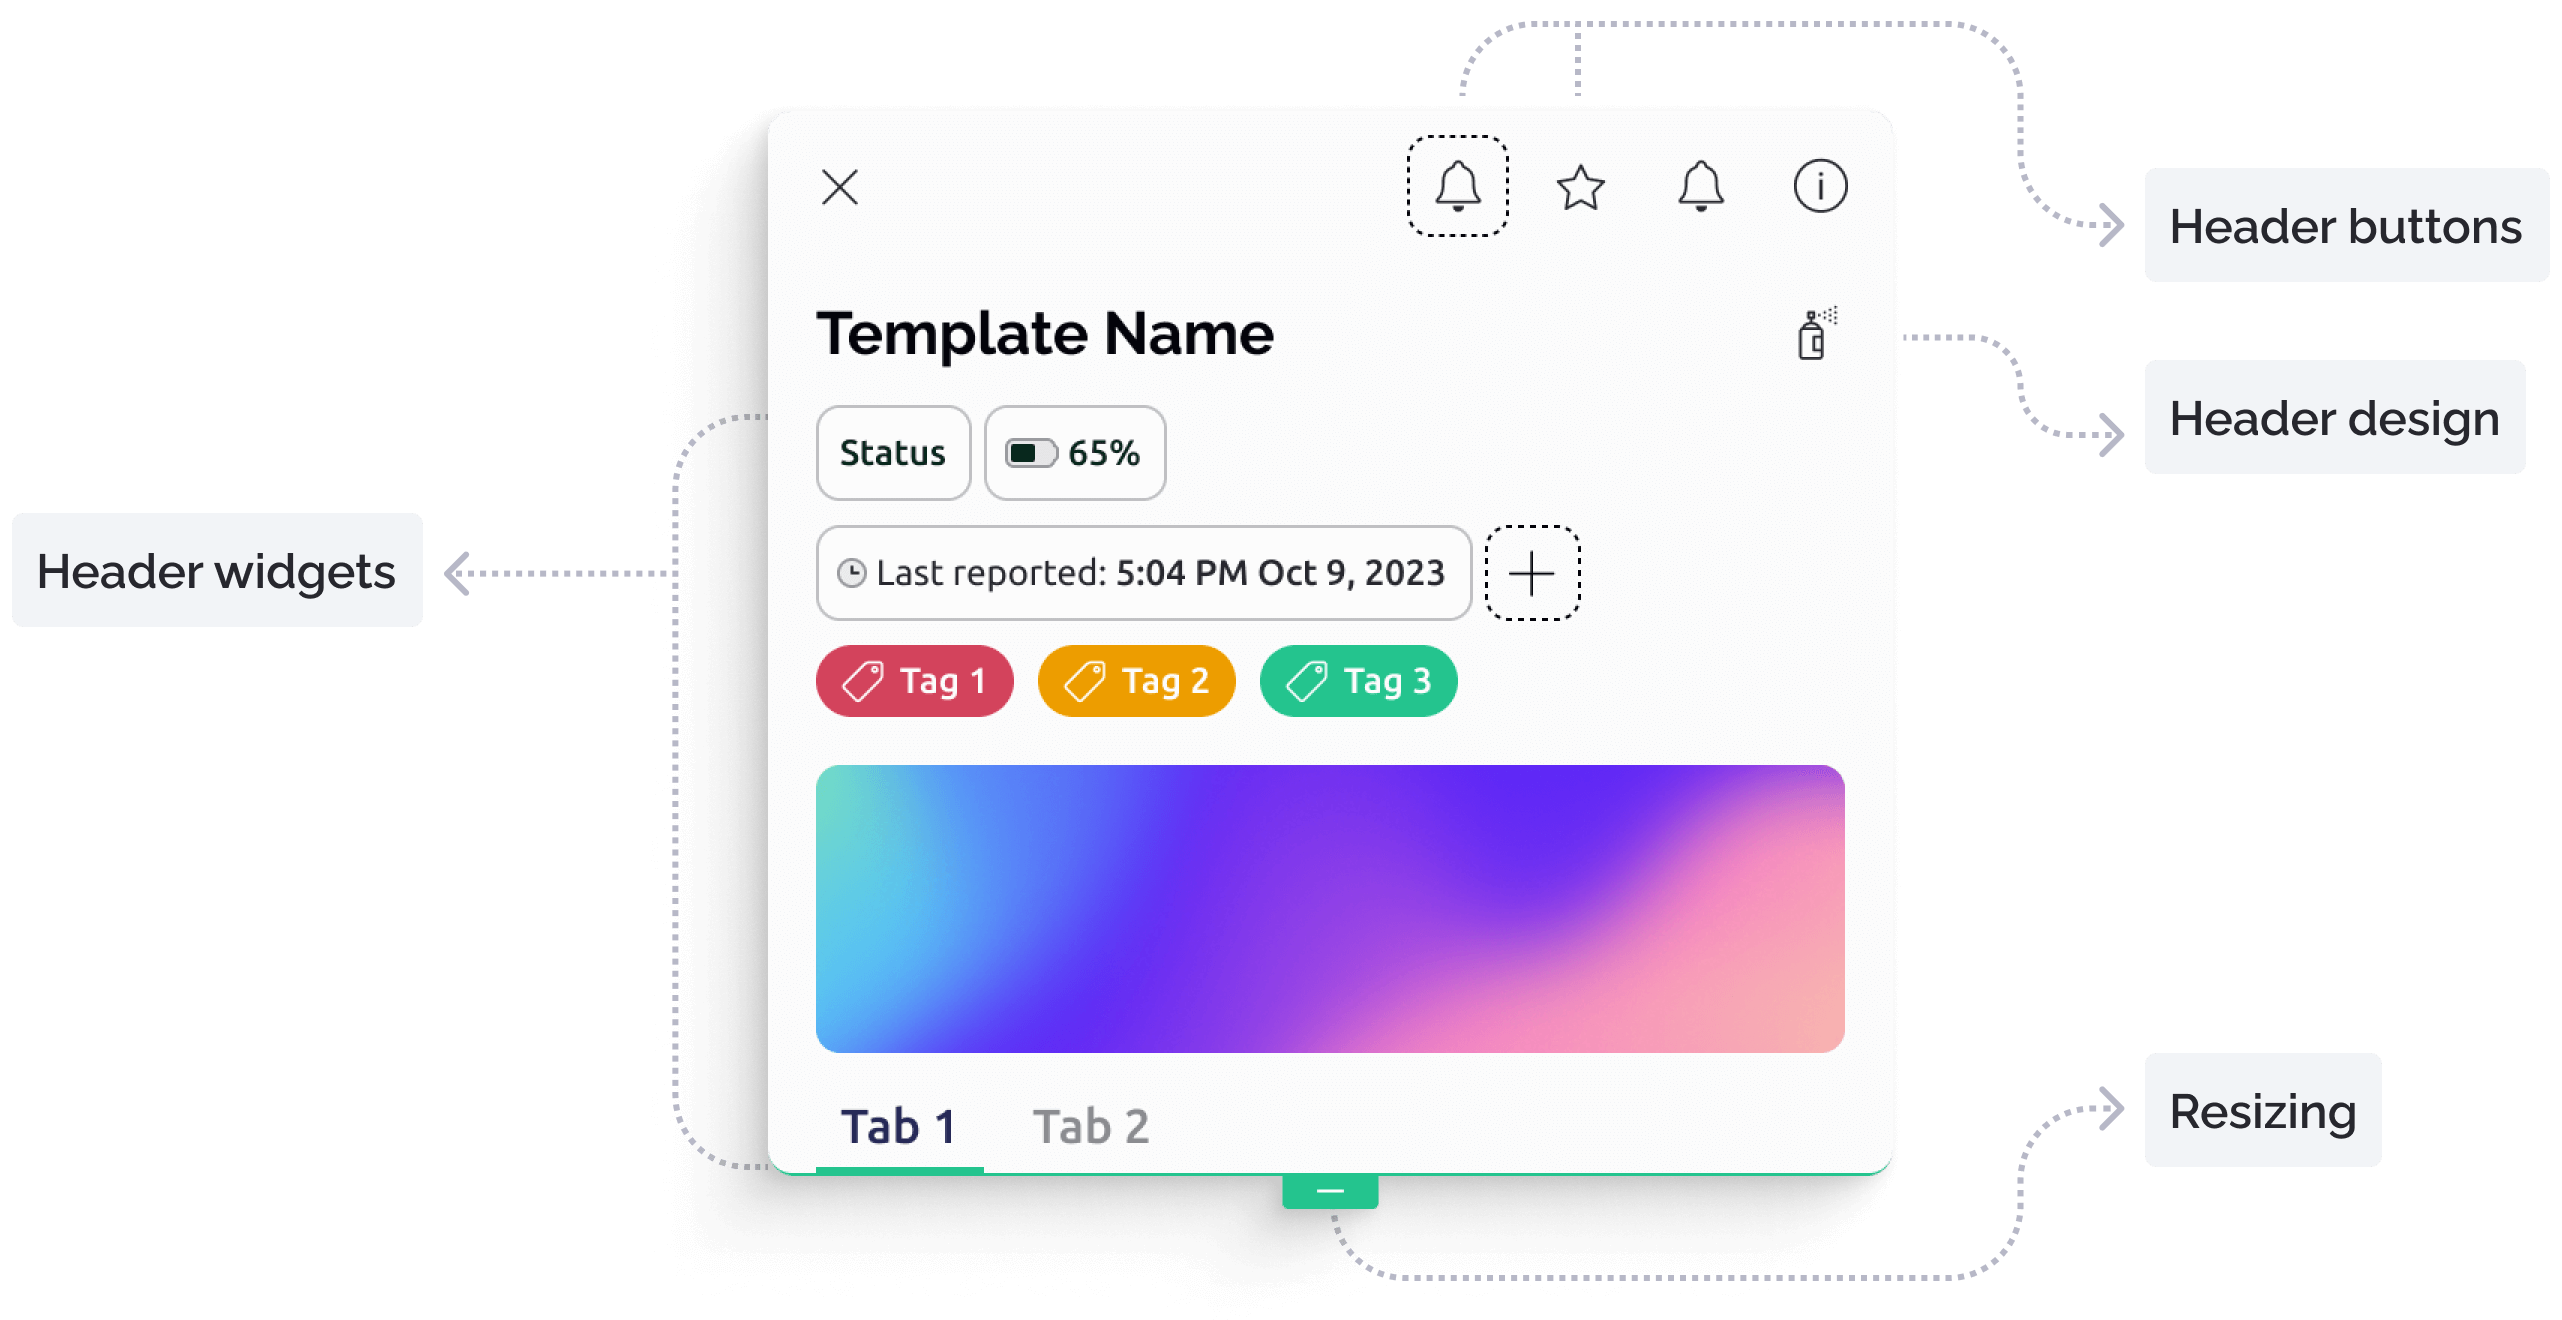 Header buttons
Template Name
Header design
Status
65%
Header widgets
Last reported: 5:04 PM Oct 9, 2023
Tag 1
Tag 2
Tag 3
Tab 1
Tab 2
Resizing